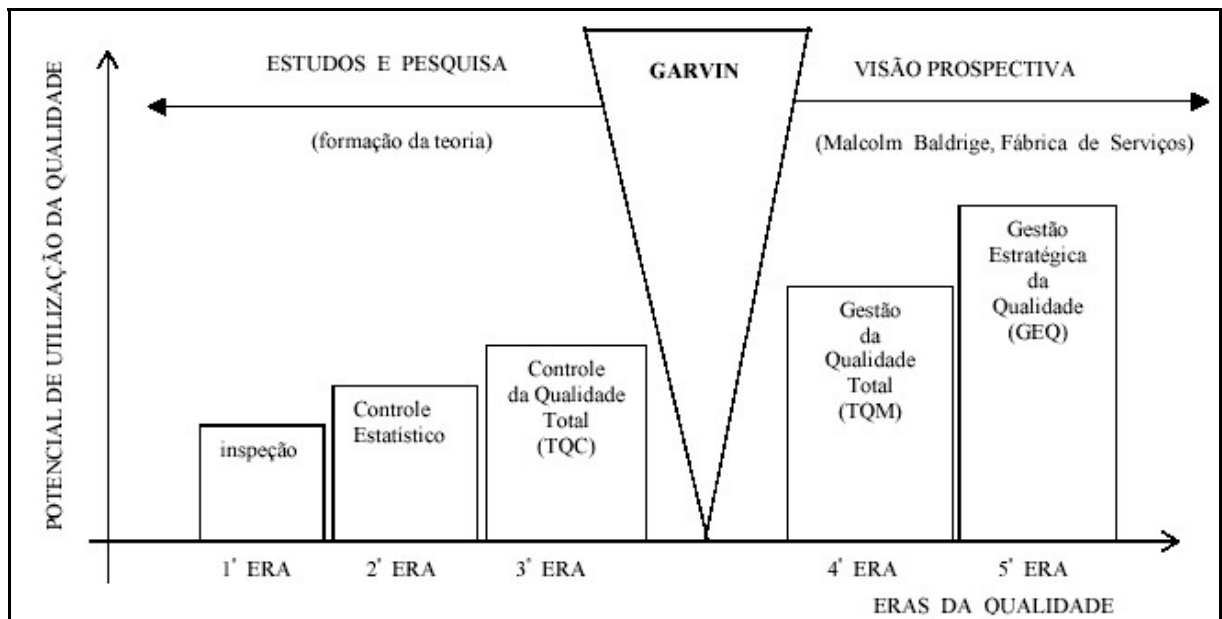 POTENCIAL DE UTILIZAÇÃO DA QUALIDADE
ESTUDOS E PESQUISA
(formação da teoria)
GARVIN
VISÃO PROSPECTIVA
(Malcolm Baldrige, Fábrica de Serviços)
inspeção
Controle
Estatístico
Controle
da Qualidade
Total
(TQC)
Gestão
da
Qualidade
Total
(TQM)
Gestão
Estratégica
da
Qualidade
(GEQ)
1ª ERA
2ª ERA
3ª ERA
4ª ERA
5ª ERA
ERAS DA QUALIDADE